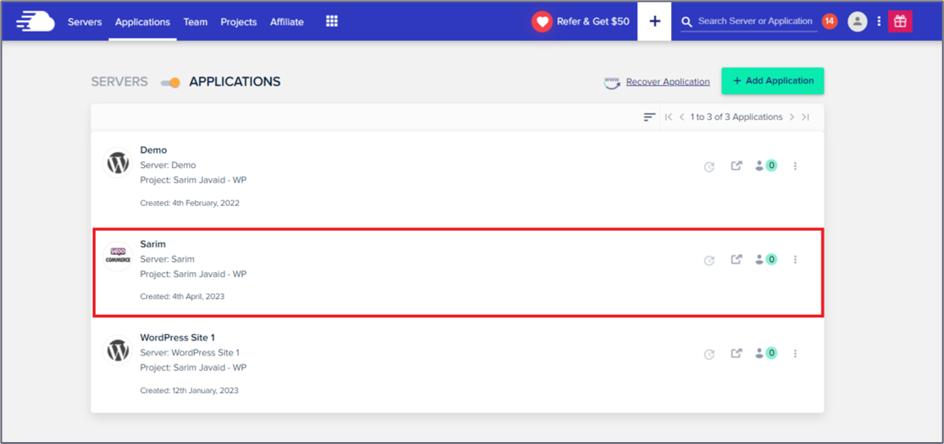 Servers Applications Team Projects Affiliate Refer & Get $50 + Search Server or Application 14
SERVERS APPLICATIONS Recover Application + Add Application
1 to 3 of 3 Applications
Demo
Server: Demo
Project: Sarim Javaid - WP
Created: 4th February, 2022
0
Sarim
WOO
COMMERCE
Server: Sarim
Project: Sarim Javaid - WP
Created: 4th April, 2023
0
WordPress Site 1
Server: WordPress Site 1
Project: Sarim Javaid - WP
Created: 12th January, 2023
0